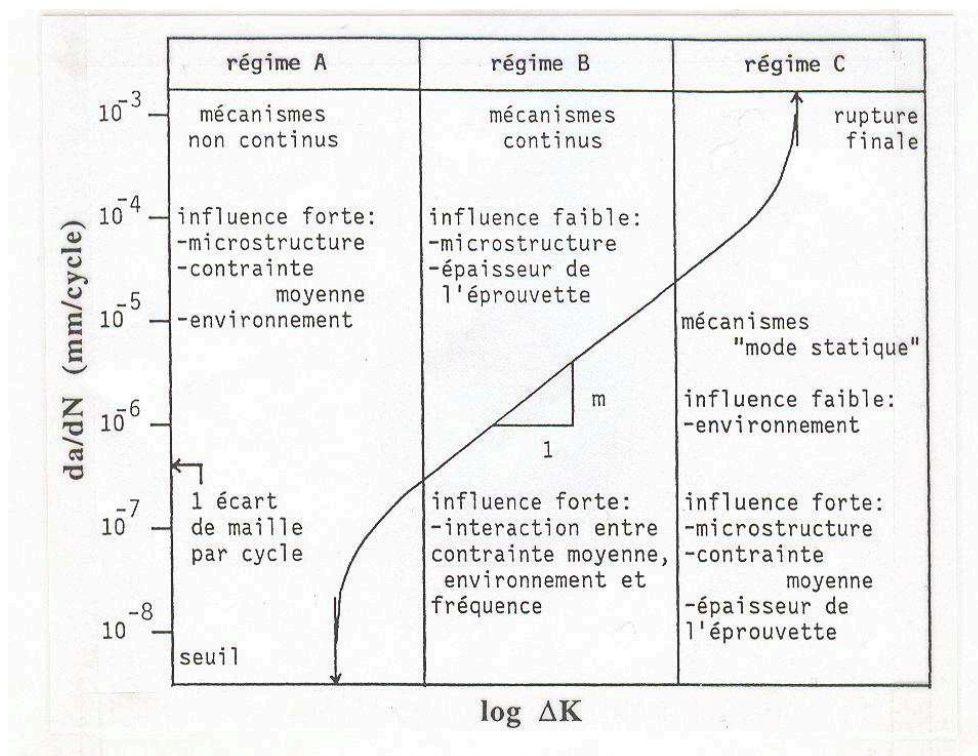 régime A
régime B
régime C
mécanismes
non continus
influence forte:
-microstructure
-contrainte
moyenne
-environnement
1 écart
de maille
par cycle
seuil
mécanismes
continus
influence faible:
-microstructure
-épaisseur de
l'éprouvette
m
1
influence forte:
-interaction entre
contrainte moyenne,
environnement et
fréquence
rupture
finale
mécanismes
"mode statique"
influence faible:
-environnement
influence forte:
-microstructure
-contrainte
moyenne
-épaisseur de
l'éprouvette
da/dN (mm/cycle)
10-3
10-4
10-5
10-6
10-7
10-8
log ΔK